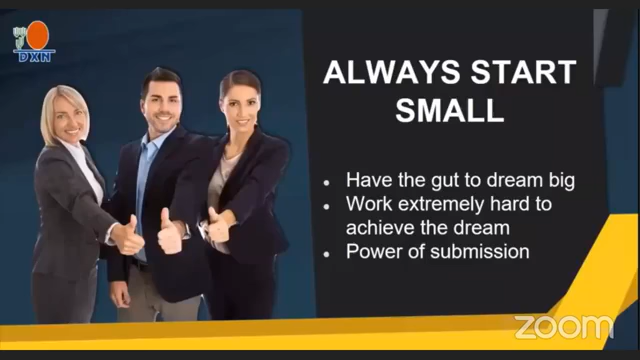 DXN
ALWAYS START
SMALL
• Have the gut to dream big
• Work extremely hard to
achieve the dream
• Power of submission
zoom